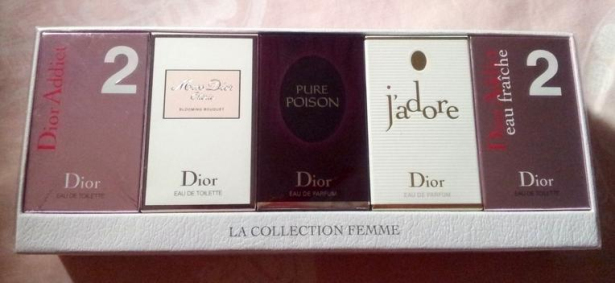 Dior Addict
2
Dior
EAU DE TOILETTE
Miss Dior
Chérie
BLOOMING BOUQUET
Dior
EAU DE TOILETTE
PURE
POISON
Dior
EAU DE PARFUM
j'adore
Dior
EAU DE PARFUM
eau fraîche
2
Dior
EAU DE TOILETTE
LA COLLECTION FEMME